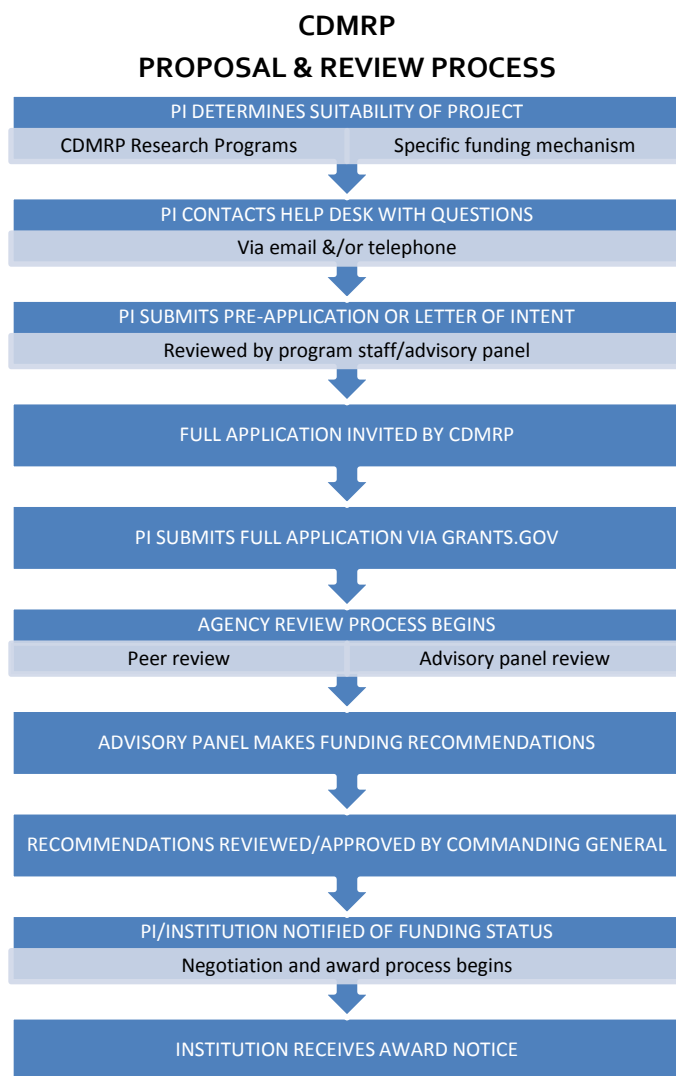 CDMRP
PROPOSAL & REVIEW PROCESS
PI DETERMINES SUITABILITY OF PROJECT
CDMRP Research Programs
Specific funding mechanism
PI CONTACTS HELP DESK WITH QUESTIONS
Via email &/or telephone
PI SUBMITS PRE-APPLICATION OR LETTER OF INTENT
Reviewed by program staff/advisory panel
FULL APPLICATION INVITED BY CDMRP
PI SUBMITS FULL APPLICATION VIA GRANTS.GOV
AGENCY REVIEW PROCESS BEGINS
Peer review
Advisory panel review
ADVISORY PANEL MAKES FUNDING RECOMMENDATIONS
RECOMMENDATIONS REVIEWED/APPROVED BY COMMANDING GENERAL
PI/INSTITUTION NOTIFIED OF FUNDING STATUS
Negotiation and award process begins
INSTITUTION RECEIVES AWARD NOTICE